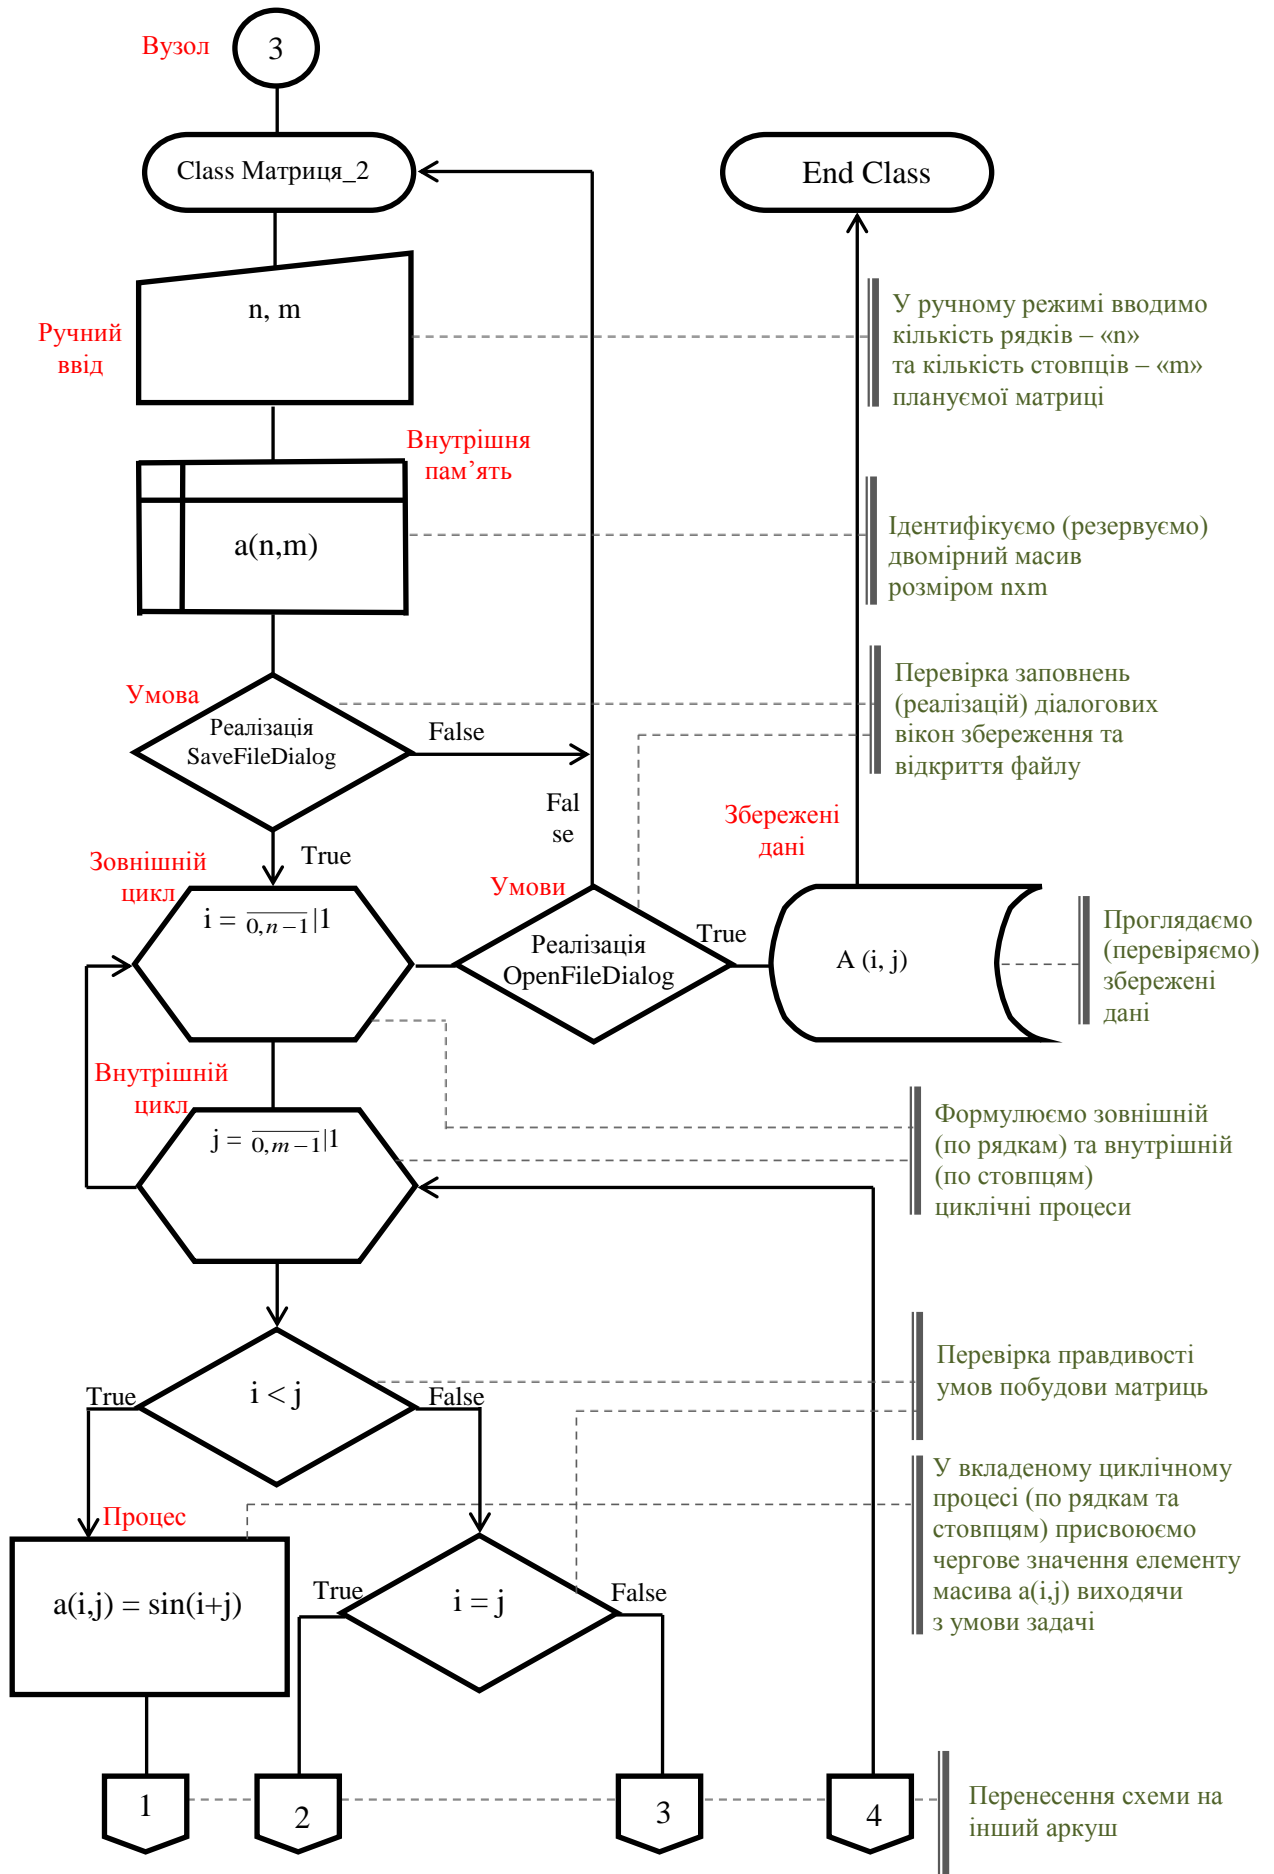 Вузол
3
Class Матриця_2
End Class
n, m
Ручний
ввід
У ручному режимі вводимо
кількість рядків – «n»
та кількість стовпців – «m»
плануємої матриці
Внутрішня
пам’ять
a(n,m)
Ідентифікуємо (резервуємо)
двомірний масив
розміром nxm
Умова
Реалізація
SaveFileDialog
False
Перевірка заповнень
(реалізацій) діалогових
вікон збереження та
відкриття файлу
Fal
se
Збережені
дані
True
Зовнішній
цикл
i = 0,n−1|1
Умови
Реалізація
OpenFileDialog
True
A (i, j)
Проглядаємо
(перевіряємо)
збережені
дані
Внутрішній
цикл
j = 0,m−1|1
Формулюємо зовнішній
(по рядкам) та внутрішній
(по стовпцям)
циклічні процеси
True
i < j
False
Перевірка правдивості
умов побудови матриць
Процес
a(i,j) = sin(i+j)
True
i = j
False
У вкладеному циклічному
процесі (по рядкам та
стовпцям) присвоюємо
чергове значення елементу
масива a(i,j) виходячи
з умови задачі
1
2
3
4
Перенесення схеми на
інший аркуш